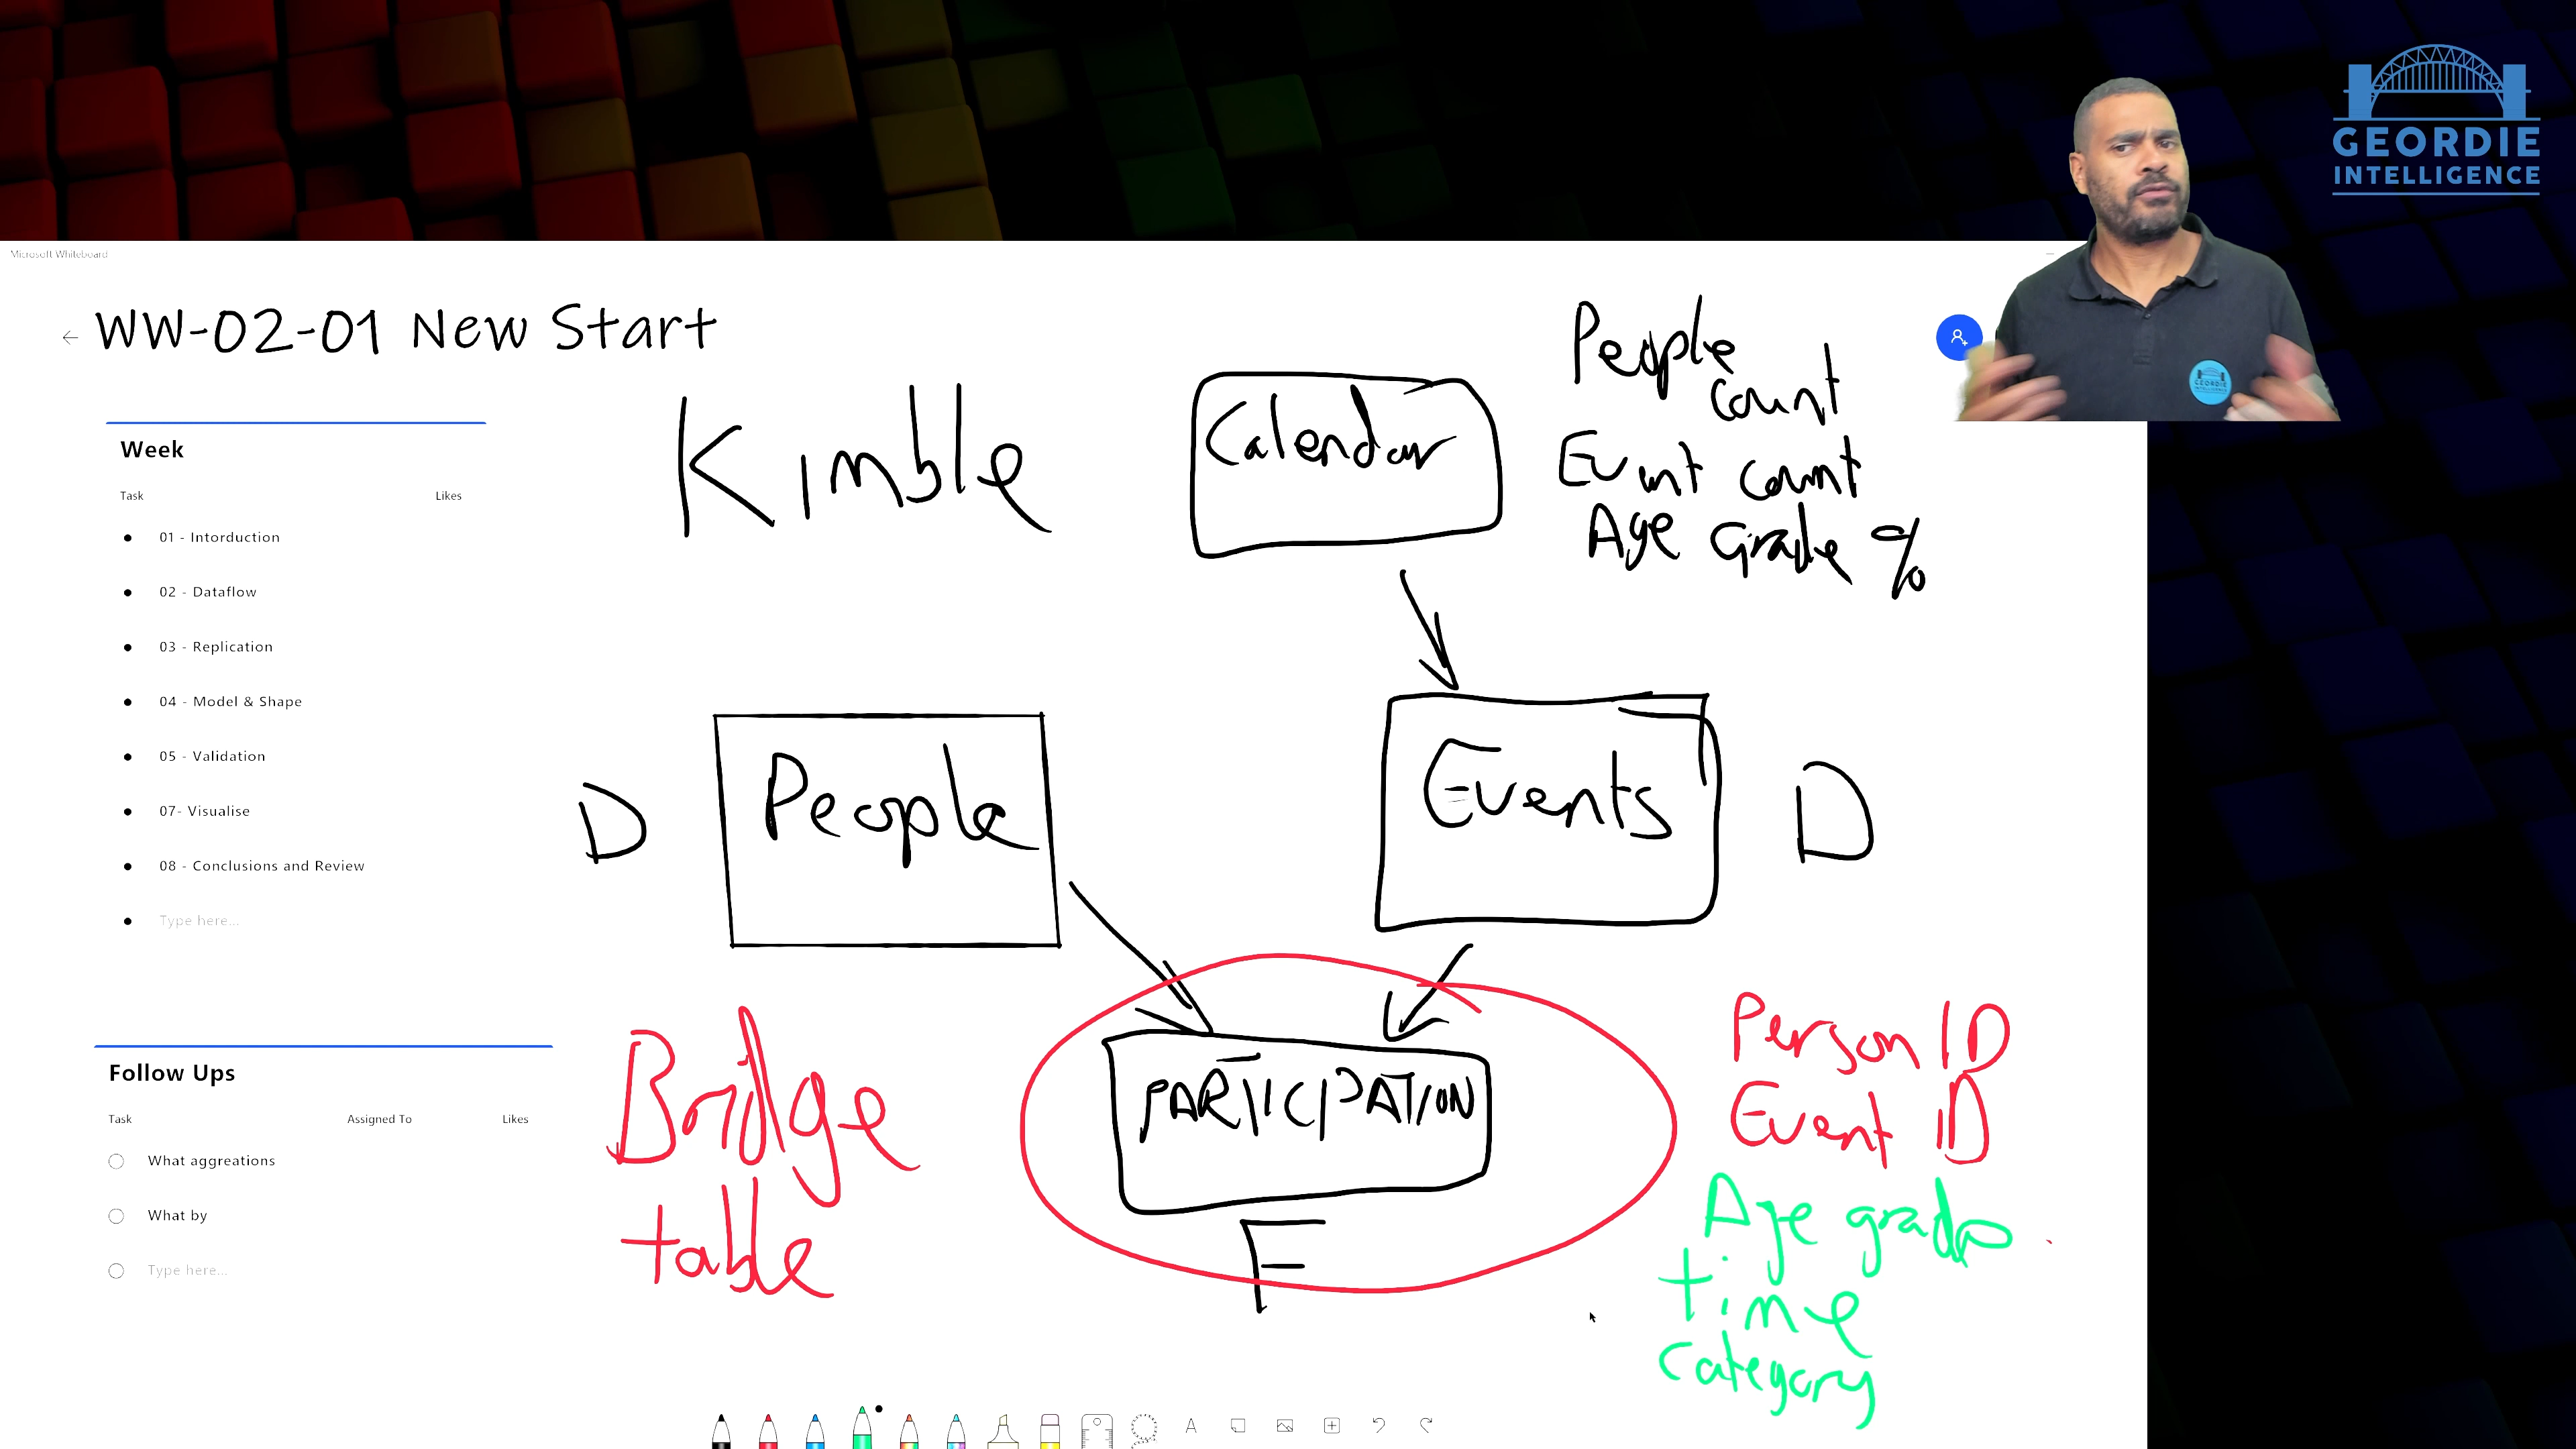 GEORDIE
INTELLIGENCE
Microsoft Whiteboard
WW-02-01 New Start
Week
Task Likes
01 - Intorduction
02 - Dataflow
03 - Replication
04 - Model & Shape
05 - Validation
07- Visualise
08 - Conclusions and Review
Type here...
Follow Ups
Task Assigned To Likes
What aggreations
What by
Type here...
Kimble
Calendar
People
count
Event count
Age Grade %
D
People
Events
D
Bridge
table
PARTICIPATION
F
Person ID
Event ID
Age grade
time
category
GEORDIE
A